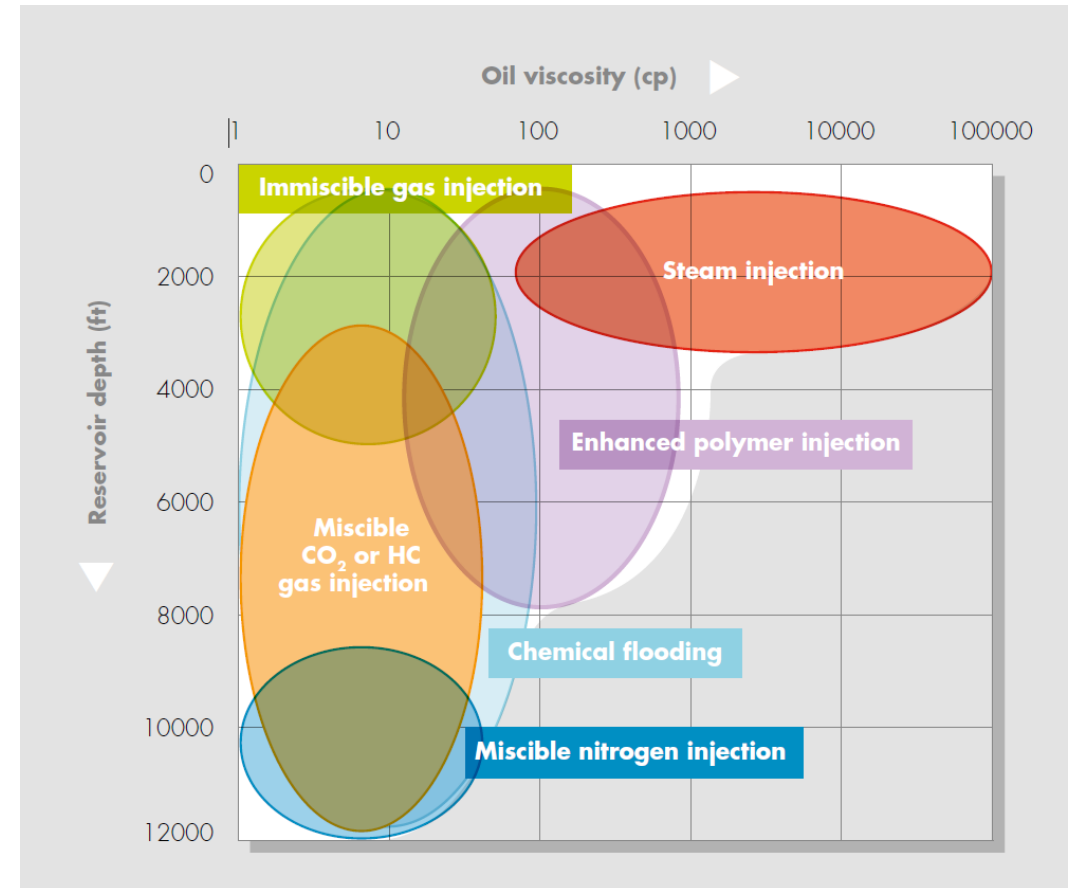 Oil viscosity (cp)
1 10 100 1000 10000 100000
0
Immiscible gas injection
Steam injection
2000
Reservoir depth (ft)
4000
Enhanced polymer injection
6000
Miscible
CO₂ or HC
gas injection
8000
Chemical flooding
10000
Miscible nitrogen injection
12000